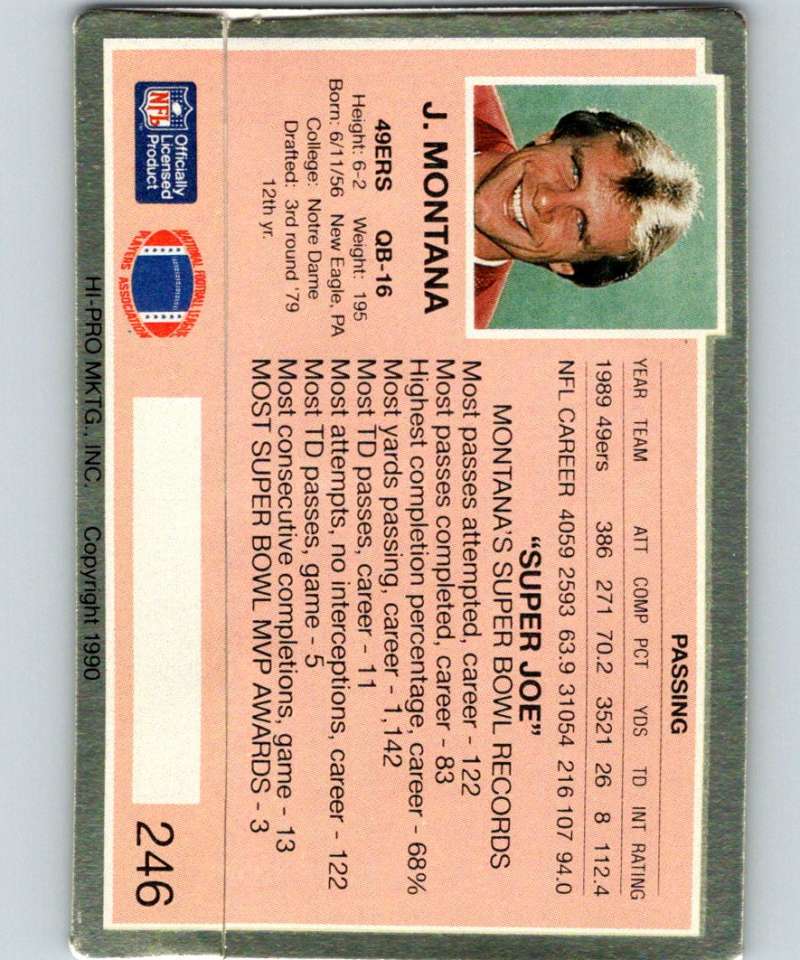 PASSING
YEAR TEAM ATT COMP PCT YDS TD INT RATING
1989 49ers 386 271 70.2 3521 26 8 112.4
NFL CAREER 4059 2593 63.9 31054 216 107 94.0
J. MONTANA
49ERS QB-16
Height: 6-2 Weight: 195
Born: 6/11/56 New Eagle, PA
College: Notre Dame
Drafted: 3rd round '79
12th yr.
"SUPER JOE"
MONTANA'S SUPER BOWL RECORDS
Most passes attempted, career - 122
Most passes completed, career - 83
Highest completion percentage, career - 68%
Most yards passing, career - 1,142
Most TD passes, career - 11
Most attempts, no interceptions, career - 122
Most TD passes, game - 5
Most consecutive completions, game - 13
MOST SUPER BOWL MVP AWARDS - 3
NFL
Officially
Licensed
Product
NATIONAL FOOTBALL LEAGUE
PLAYERS ASSOCIATION
246
HI-PRO MKTG., INC. Copyright 1990